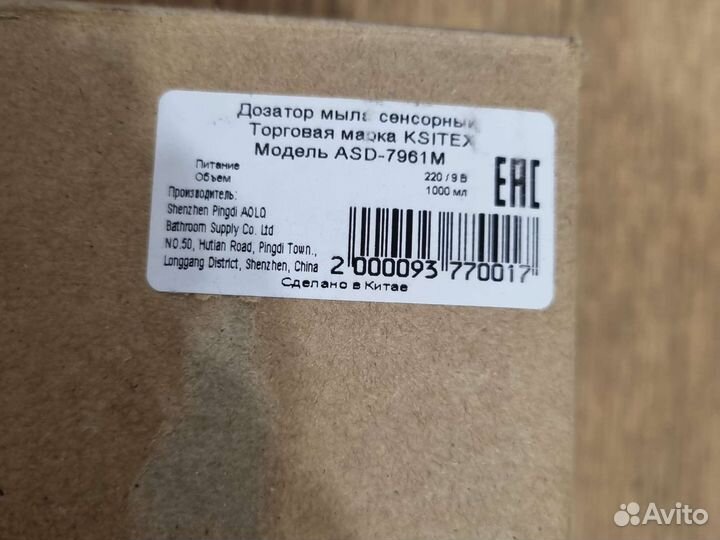 Дозатор мыла сенсорный
Торговая марка KSITEX
Модель ASD-7961M
Питание 220 / 9 В
Объем 1000 мл
EAC
Производитель:
Shenzhen Pingdi AOLQ
Bathroom Supply Co. Ltd
NO.50, Hutian Road, Pingdi Town.,
Longgang District, Shenzhen, China
2 000093 770017
Сделано в Китае
Avito